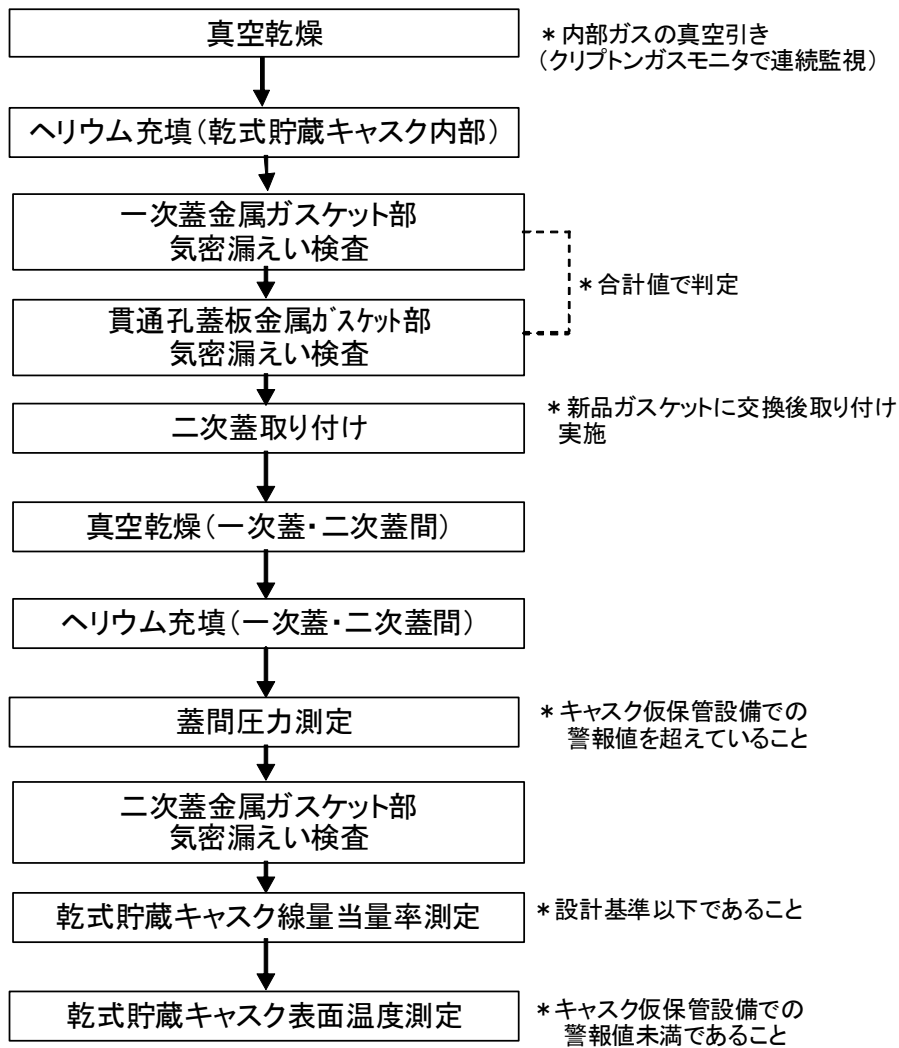 真空乾燥
＊内部ガスの真空引き
（クリプトンガスモニタで連続監視）
ヘリウム充填（乾式貯蔵キャスク内部）
一次蓋金属ガスケット部
気密漏えい検査
＊合計値で判定
貫通孔蓋板金属ｶﾞｽｹｯﾄ部
気密漏えい検査
二次蓋取り付け
＊新品ガスケットに交換後取り付け
実施
真空乾燥（一次蓋・二次蓋間）
ヘリウム充填（一次蓋・二次蓋間）
蓋間圧力測定
＊キャスク仮保管設備での
警報値を超えていること
二次蓋金属ガスケット部
気密漏えい検査
乾式貯蔵キャスク線量当量率測定
＊設計基準以下であること
乾式貯蔵キャスク表面温度測定
＊キャスク仮保管設備での
警報値未満であること